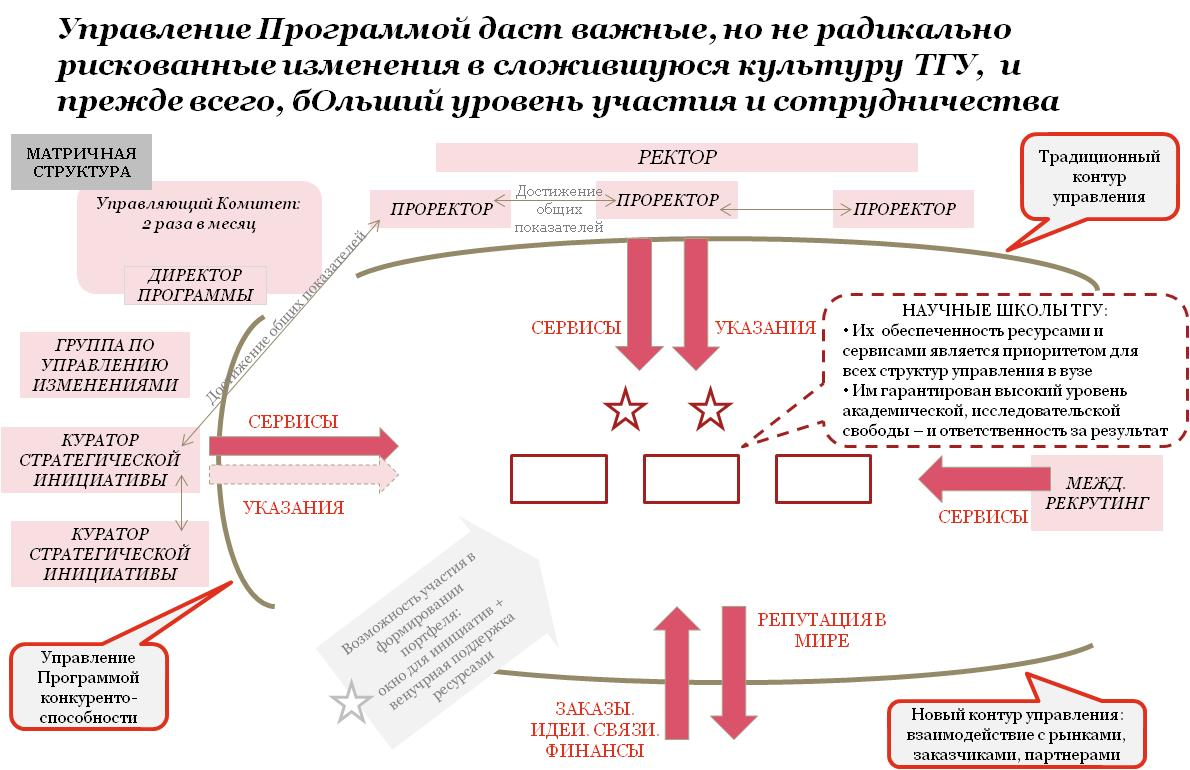 Управление Программой даст важные, но не радикально
рискованные изменения в сложившуюся культуру ТГУ, и
прежде всего, бОльший уровень участия и сотрудничества
МАТРИЧНАЯ
СТРУКТУРА
РЕКТОР
Традиционный
контур
управления
Управляющий Комитет:
2 раза в месяц
ДИРЕКТОР
ПРОГРАММЫ
ПРОРЕКТОР
Достижение
общих
показателей
ПРОРЕКТОР
ПРОРЕКТОР
Достижение общих показателей
СЕРВИСЫ
УКАЗАНИЯ
НАУЧНЫЕ ШКОЛЫ ТГУ:
• Их обеспеченность ресурсами и
сервисами является приоритетом для
всех структур управления в вузе
• Им гарантирован высокий уровень
академической, исследовательской
свободы – и ответственность за результат
ГРУППА ПО
УПРАВЛЕНИЮ
ИЗМЕНЕНИЯМИ
КУРАТОР
СТРАТЕГИЧЕСКОЙ
ИНИЦИАТИВЫ
СЕРВИСЫ
УКАЗАНИЯ
КУРАТОР
СТРАТЕГИЧЕСКОЙ
ИНИЦИАТИВЫ
МЕЖД.
РЕКРУТИНГ
СЕРВИСЫ
Возможность участия в
формировании
портфеля:
окно для инициатив +
венучрная поддержка
ресурсами
РЕПУТАЦИЯ В
МИРЕ
ЗАКАЗЫ.
ИДЕИ. СВЯЗИ.
ФИНАНСЫ
Управление
Программой
конкуренто-
способности
Новый контур управления:
взаимодействие с рынками,
заказчиками, партнерами